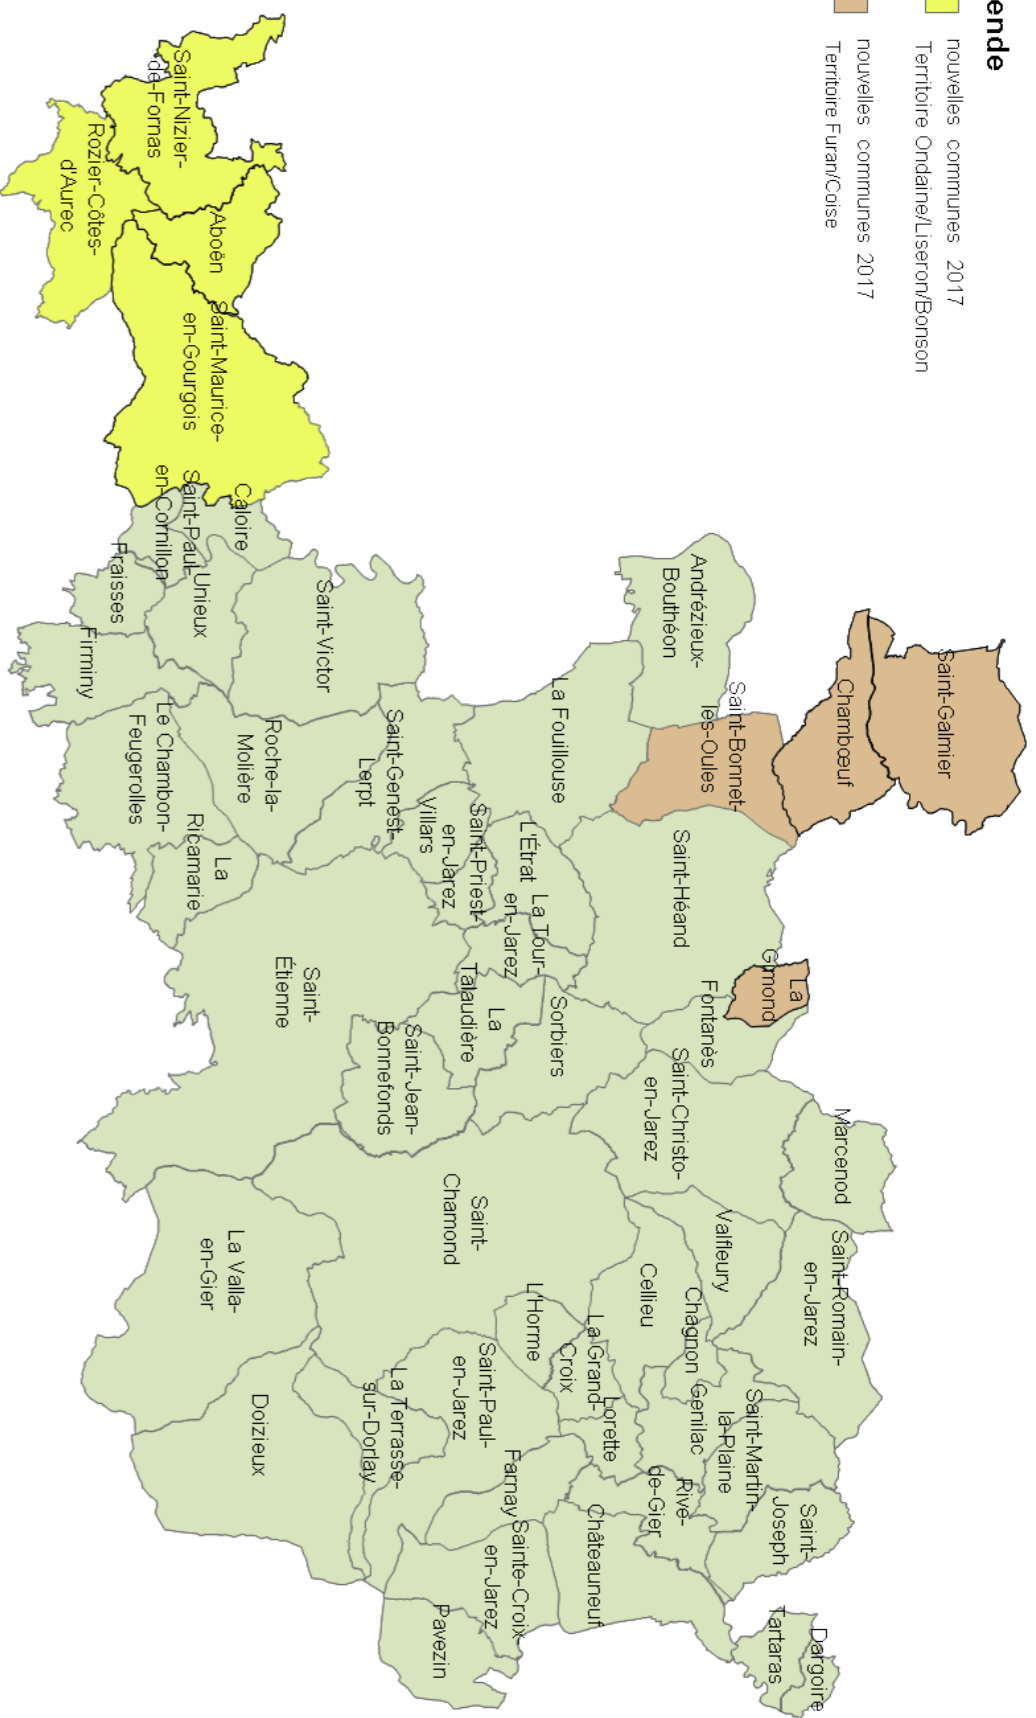 ende
nouvelles communes 2017
Territoire Ondaine/Liseron/Bonson
nouvelles communes 2017
Territoire Furan/Coise
Saint-Galmier
Chambœuf
Saint-Bonnet-
les-Oules
Andrézieux-
Bouthéon
La Fouillouse
Saint-Héand
La
Gimond
Fontanès
Marcenod
Saint-Romain-
en-Jarez
Saint-Christo-
en-Jarez
Valfleury
Chagnon
Cellieu
Genilac
Saint-Martin-
la-Plaine
Saint-
Joseph
Dargoire
Tartaras
Rive-
de-Gier
Châteauneuf
Lorette
La Grand-
Croix
L'Horme
Farnay
Sainte-Croix-
en-Jarez
Pavezin
Saint-Paul-
en-Jarez
La Terrasse-
sur-Dorlay
Doizieux
La Valla-
en-Gier
Saint-
Chamond
Sorbiers
La
Talaudière
Saint-Jean-
Bonnefonds
L'Étrat
La Tour-
en-Jarez
Saint-Priest-
en-Jarez
Villars
Saint-Genest-
Lerpt
Saint-
Étienne
Roche-la-
Molière
La
Ricamarie
Le Chambon-
Feugerolles
Saint-Victor
Caloire
Unieux
Saint-Paul-
en-Cornillon
Fraisses
Firminy
Saint-Maurice-
en-Gourgois
Aboën
Saint-Nizier-
de-Fornas
Rozier-Côtes-
d'Aurec